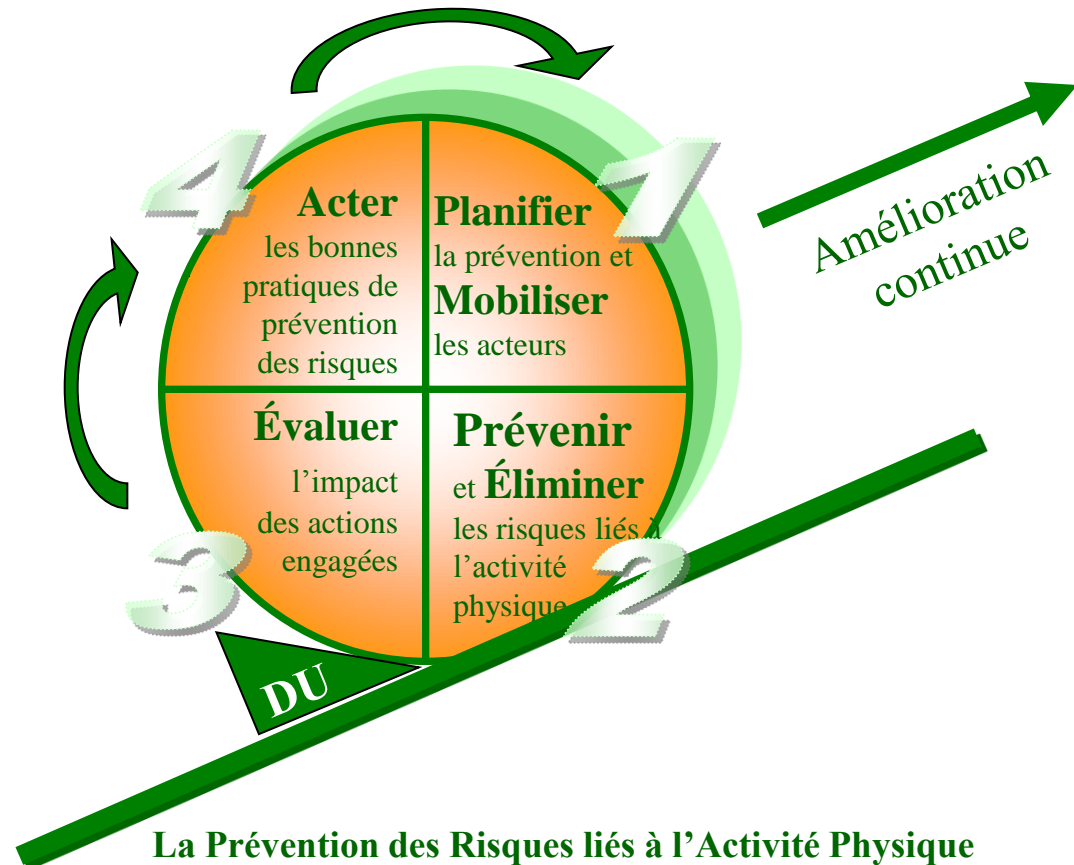 4
Acter
les bonnes
pratiques de
prévention
des risques
1
Planifier
la prévention et
Mobiliser
les acteurs
Amélioration
continue
3
Évaluer
l’impact
des actions
engagées
Prévenir
et Éliminer
les risques liés à
l’activité
physique
2
DU
La Prévention des Risques liés à l’Activité Physique